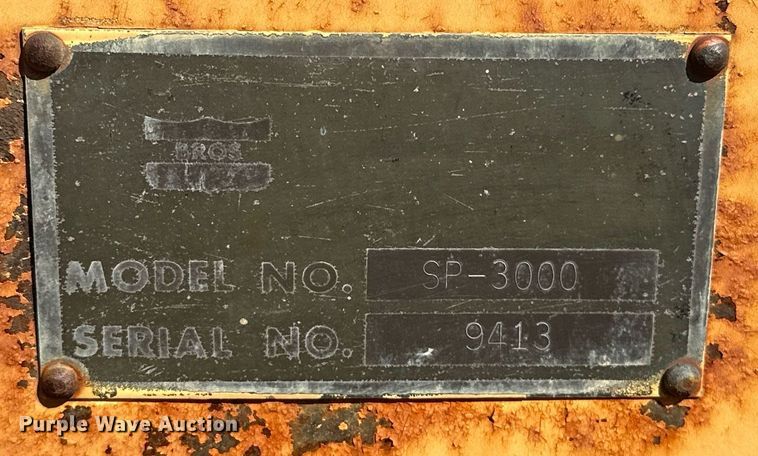 BROS
MODEL NO. SP-3000
SERIAL NO. 9413
Purple Wave Auction